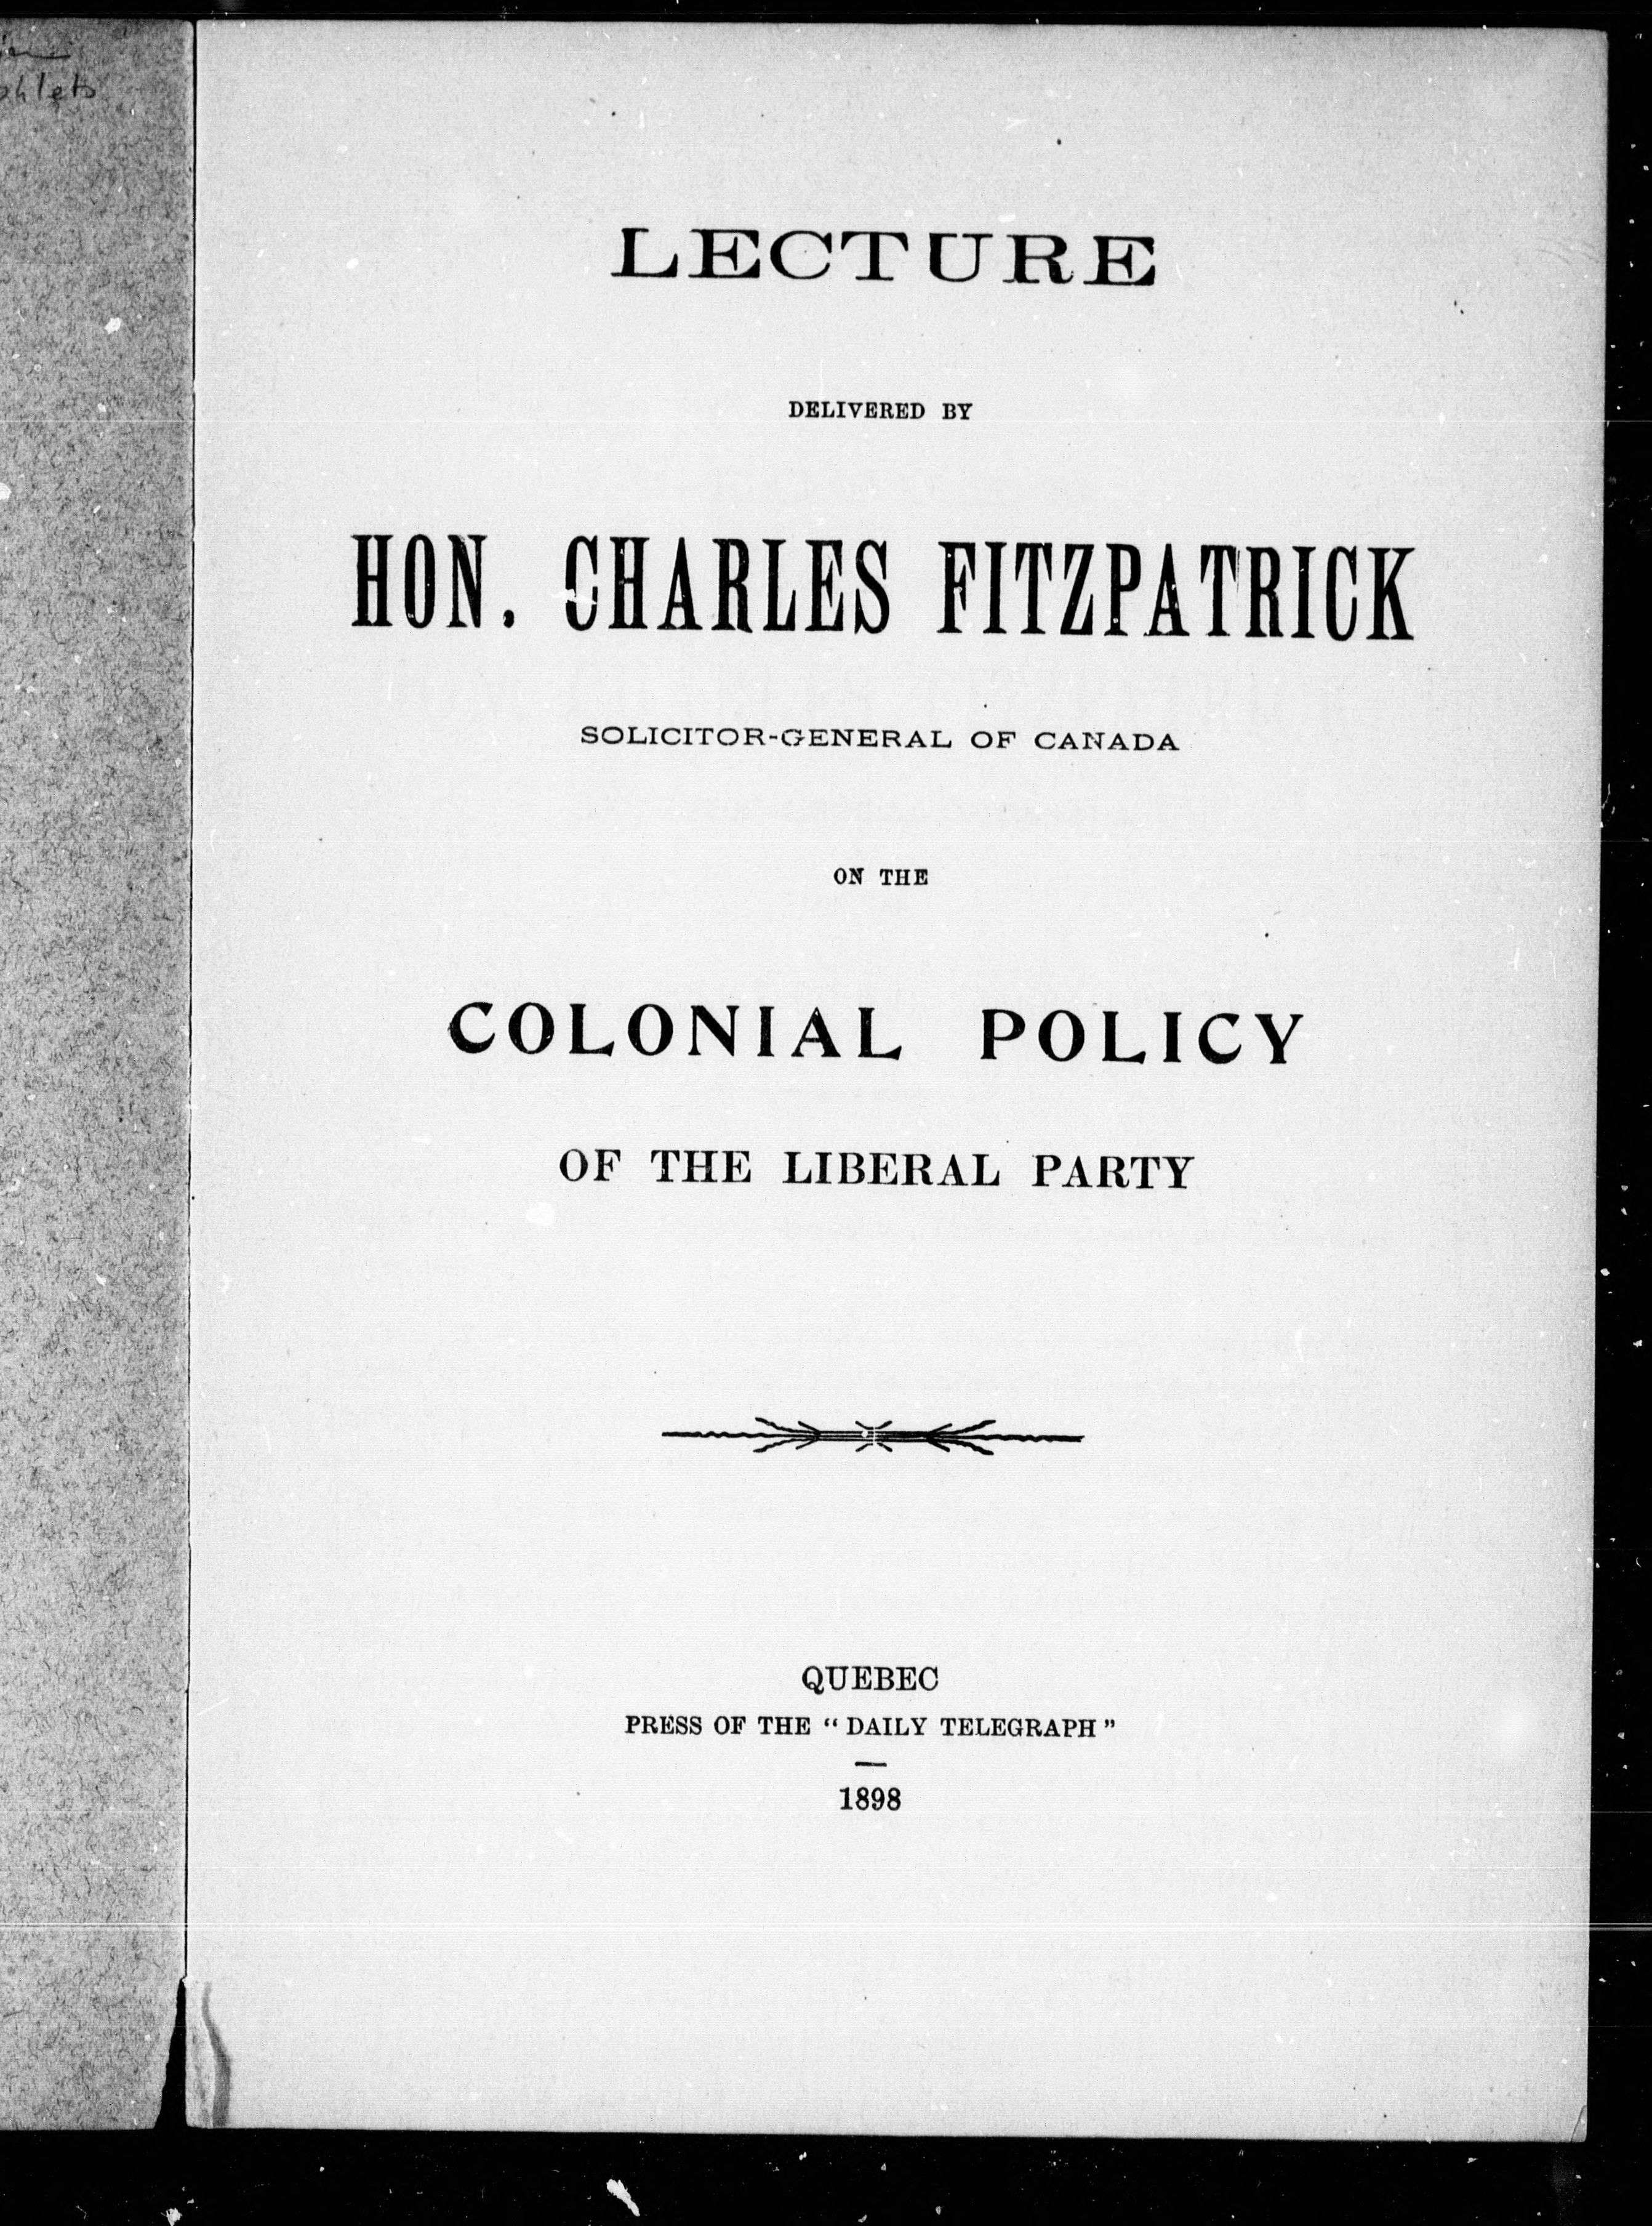 LECTURE
DELIVERED BY
HON. CHARLES FITZPATRICK
SOLICITOR-GENERAL OF CANADA
ON THE
COLONIAL POLICY
OF THE LIBERAL PARTY
QUEBEC
PRESS OF THE “ DAILY TELEGRAPH ”
1898